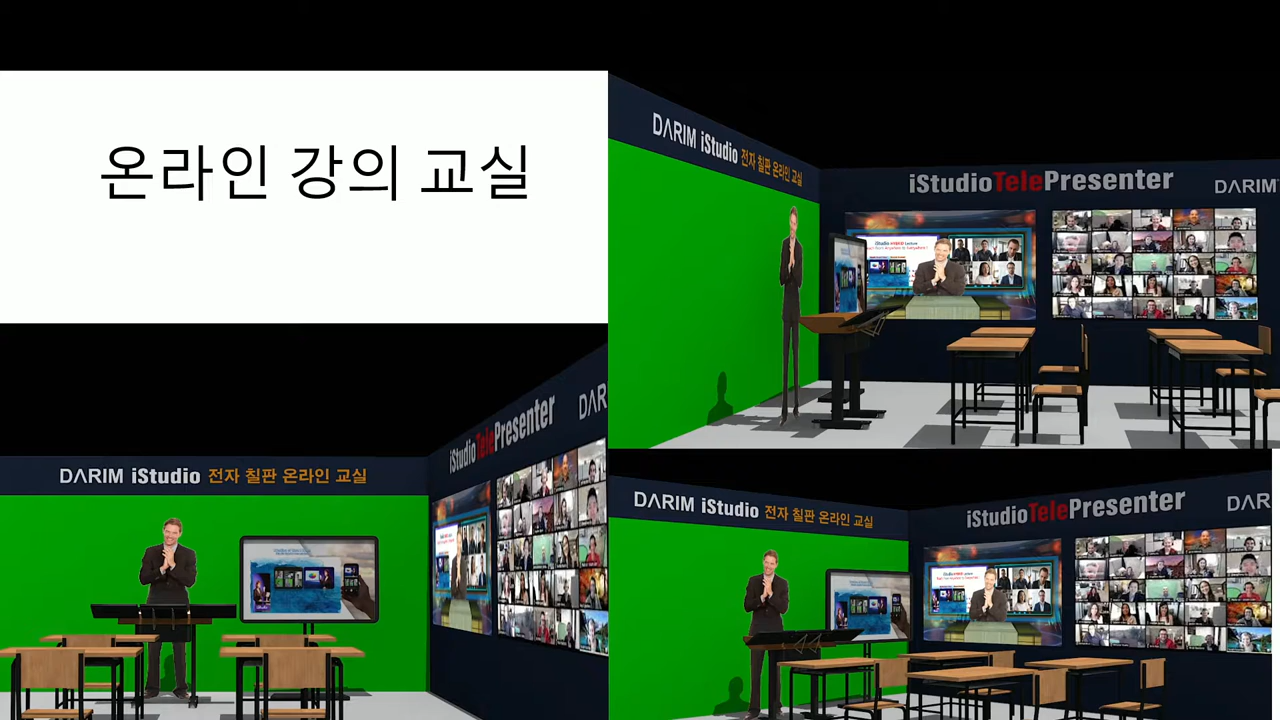 온라인 강의 교실
DARIM iStudio 전자 칠판 온라인 교실
iStudioTelePresenter
DARIM
DARIM iStudio 전자 칠판 온라인 교실
iStudioTelePresenter
DAR
DARIM iStudio 전자 칠판 온라인 교실
iStudioTelePresenter
DAR